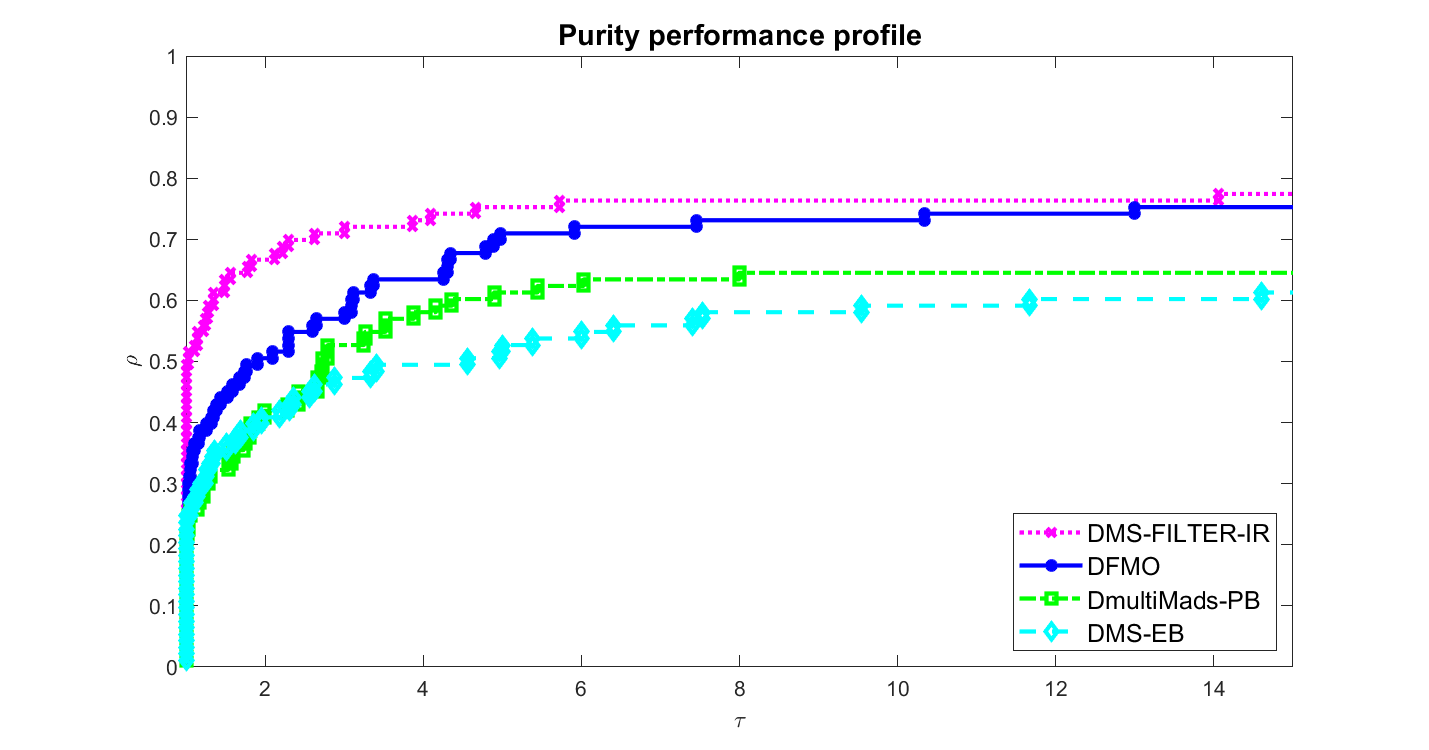 Purity performance profile
1
0.9
0.8
0.7
0.6
0.5
0.4
0.3
0.2
0.1
0
ρ
2 4 6 8 10 12 14
τ
DMS-FILTER-IR
DFMO
DmultiMads-PB
DMS-EB